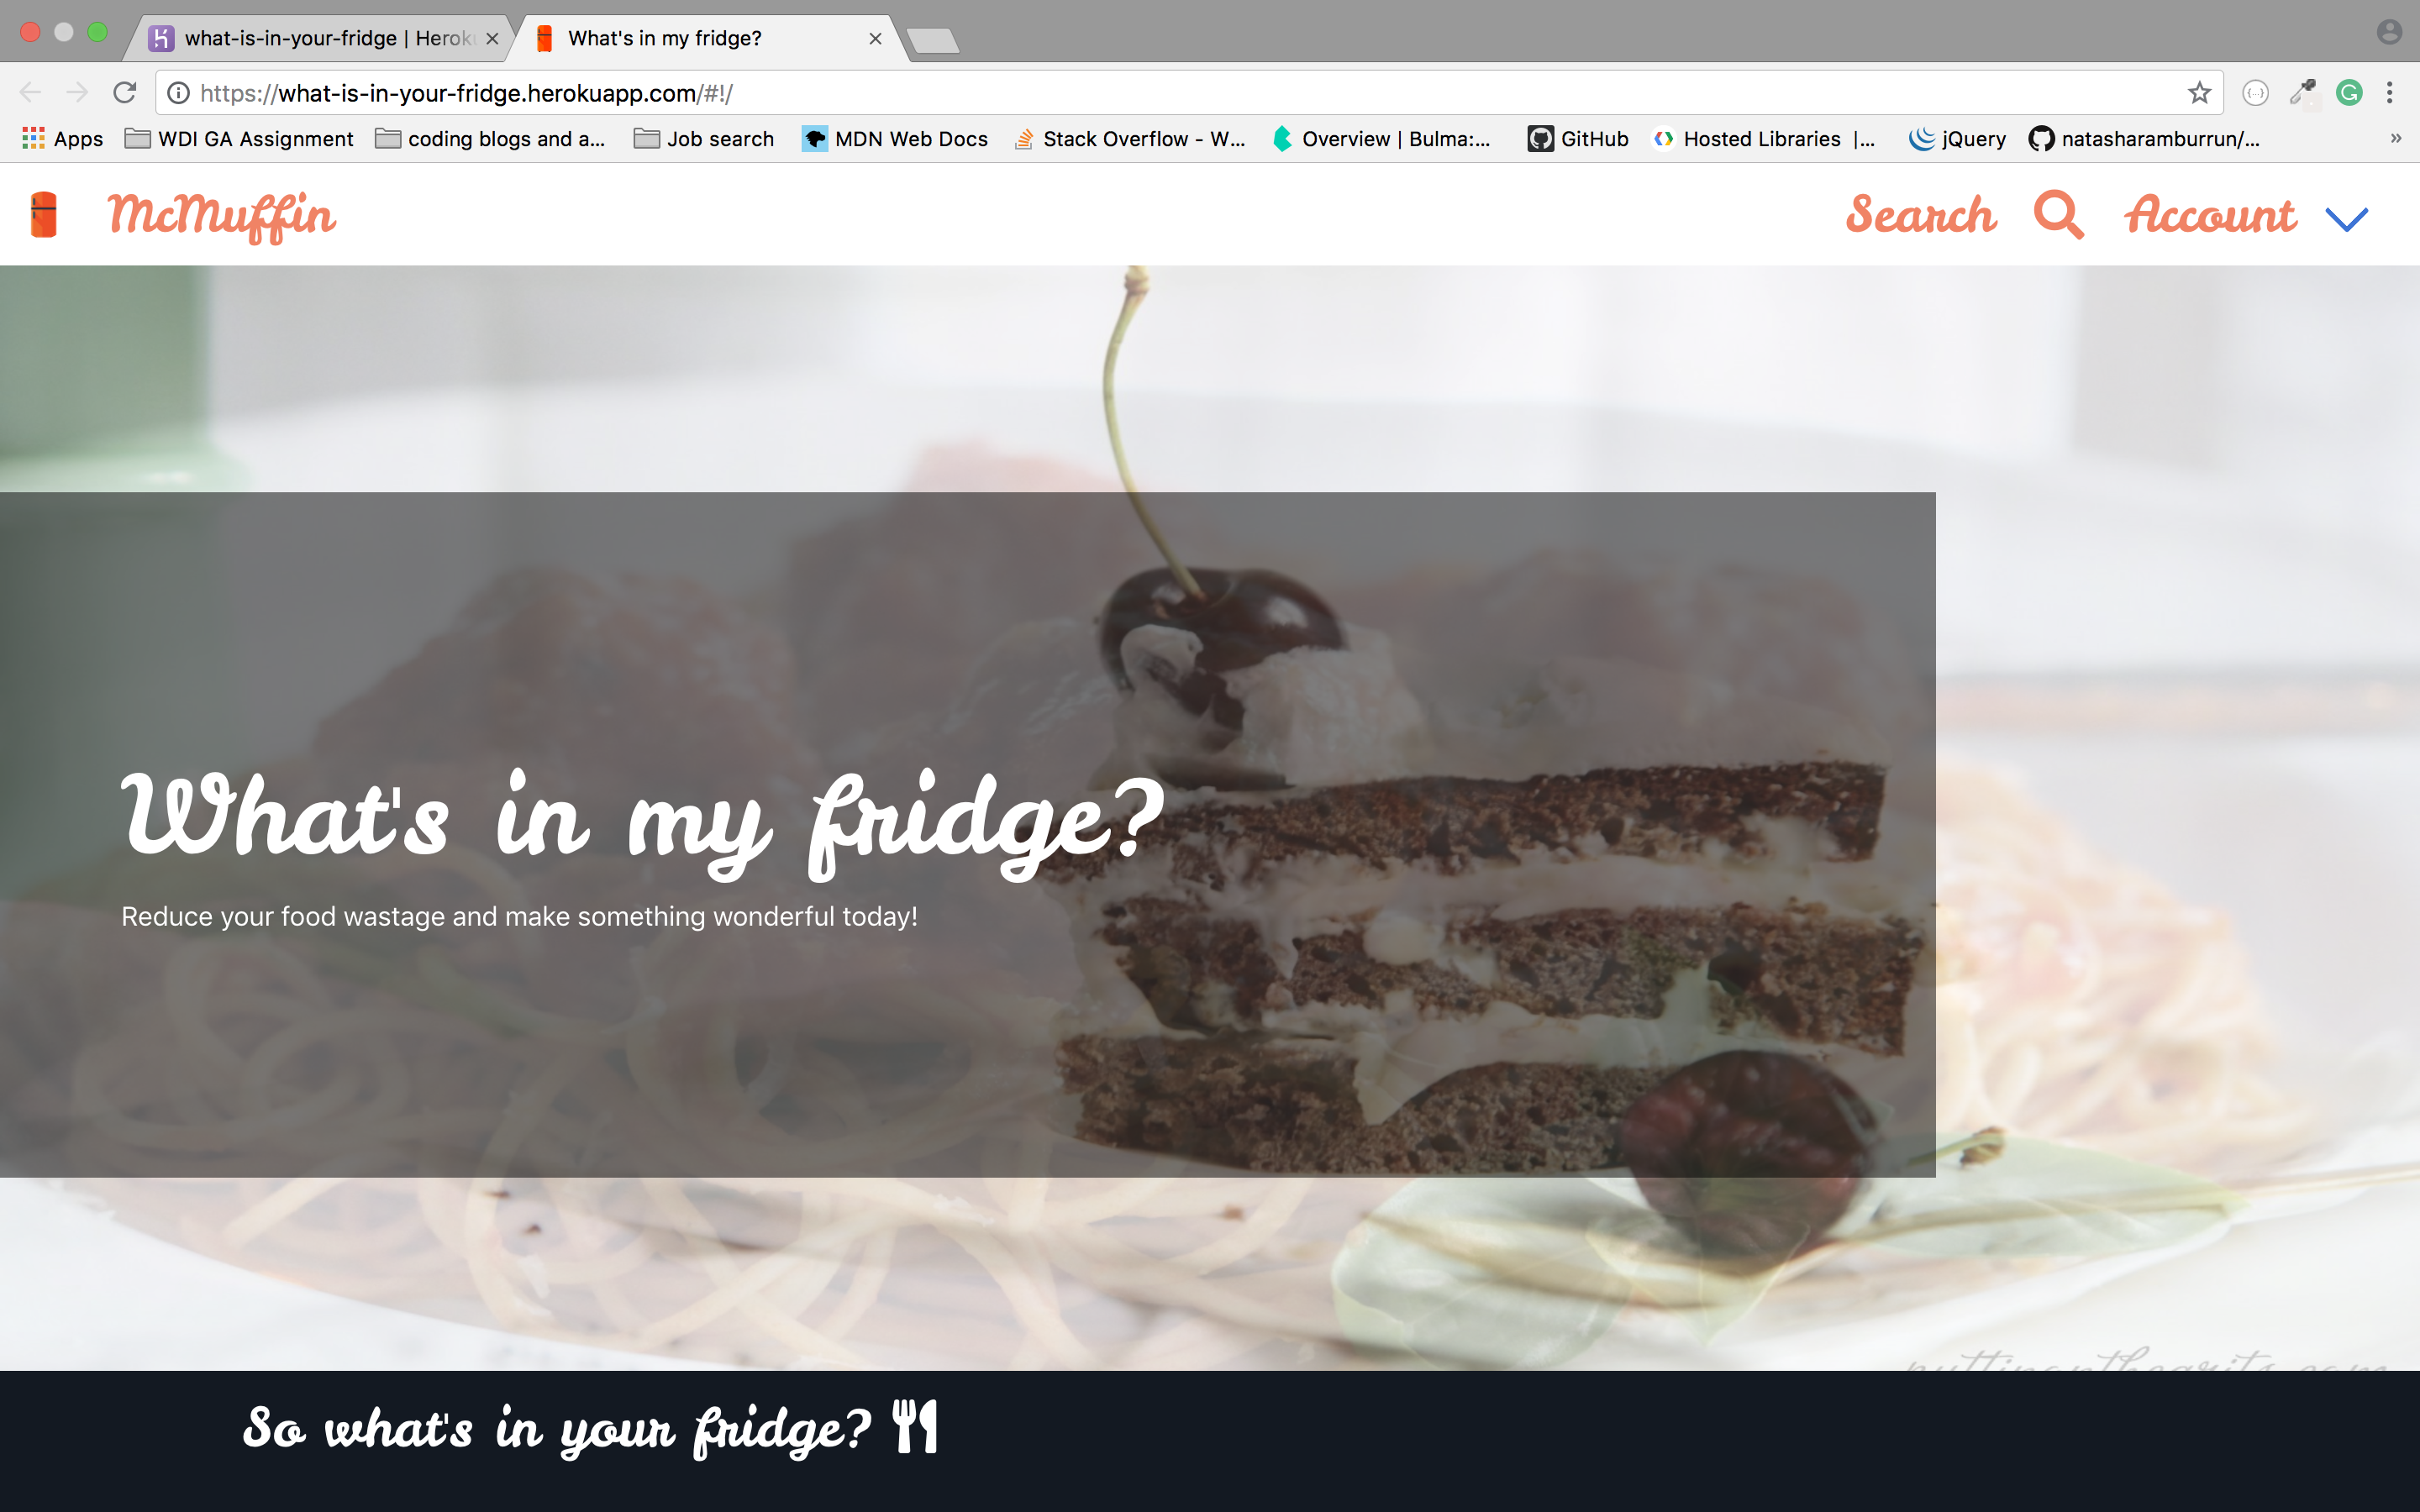 what-is-in-your-fridge | Heroku
What's in my fridge?
https://what-is-in-your-fridge.herokuapp.com/#!/
Apps WDI GA Assignment coding blogs and a... Job search MDN Web Docs Stack Overflow - W... Overview | Bulma:... GitHub Hosted Libraries |... jQuery natasharamburrun/... »
McMuffin Search Account
What's in my fridge?
Reduce your food wastage and make something wonderful today!
So what's in your fridge?